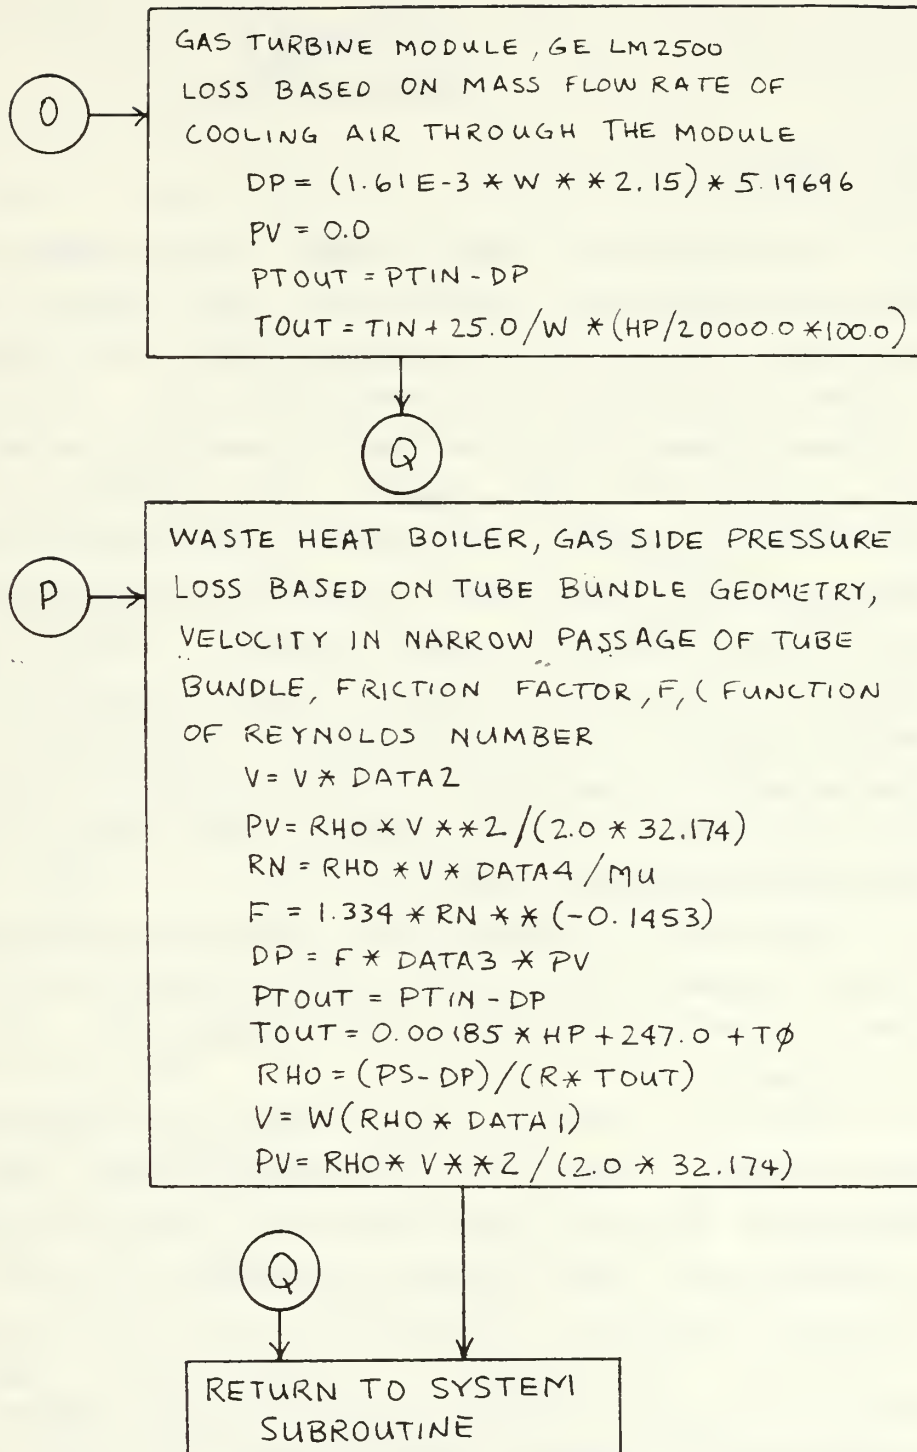 GAS TURBINE MODULE, GE LM2500
LOSS BASED ON MASS FLOW RATE OF
COOLING AIR THROUGH THE MODULE
DP = (1.61E-3 * W * * 2.15) * 5.19696
PV = 0.0
PTOUT = PTIN - DP
TOUT = TIN + 25.0/W * (HP/20000.0 * 100.0)
O
Q
WASTE HEAT BOILER, GAS SIDE PRESSURE
LOSS BASED ON TUBE BUNDLE GEOMETRY,
VELOCITY IN NARROW PASSAGE OF TUBE
BUNDLE, FRICTION FACTOR, F, (FUNCTION
OF REYNOLDS NUMBER
P
V = V * DATA2
PV = RHO * V * * 2 / (2.0 * 32.174)
RN = RHO * V * DATA4 / MU
F = 1.334 * RN * * (-0.1453)
DP = F * DATA3 * PV
PTOUT = PTIN - DP
TOUT = 0.00185 * HP + 247.0 + TØ
RHO = (PS - DP) / (R * TOUT)
V = W(RHO * DATA1)
PV = RHO * V * * 2 / (2.0 * 32.174)
Q
RETURN TO SYSTEM
SUBROUTINE